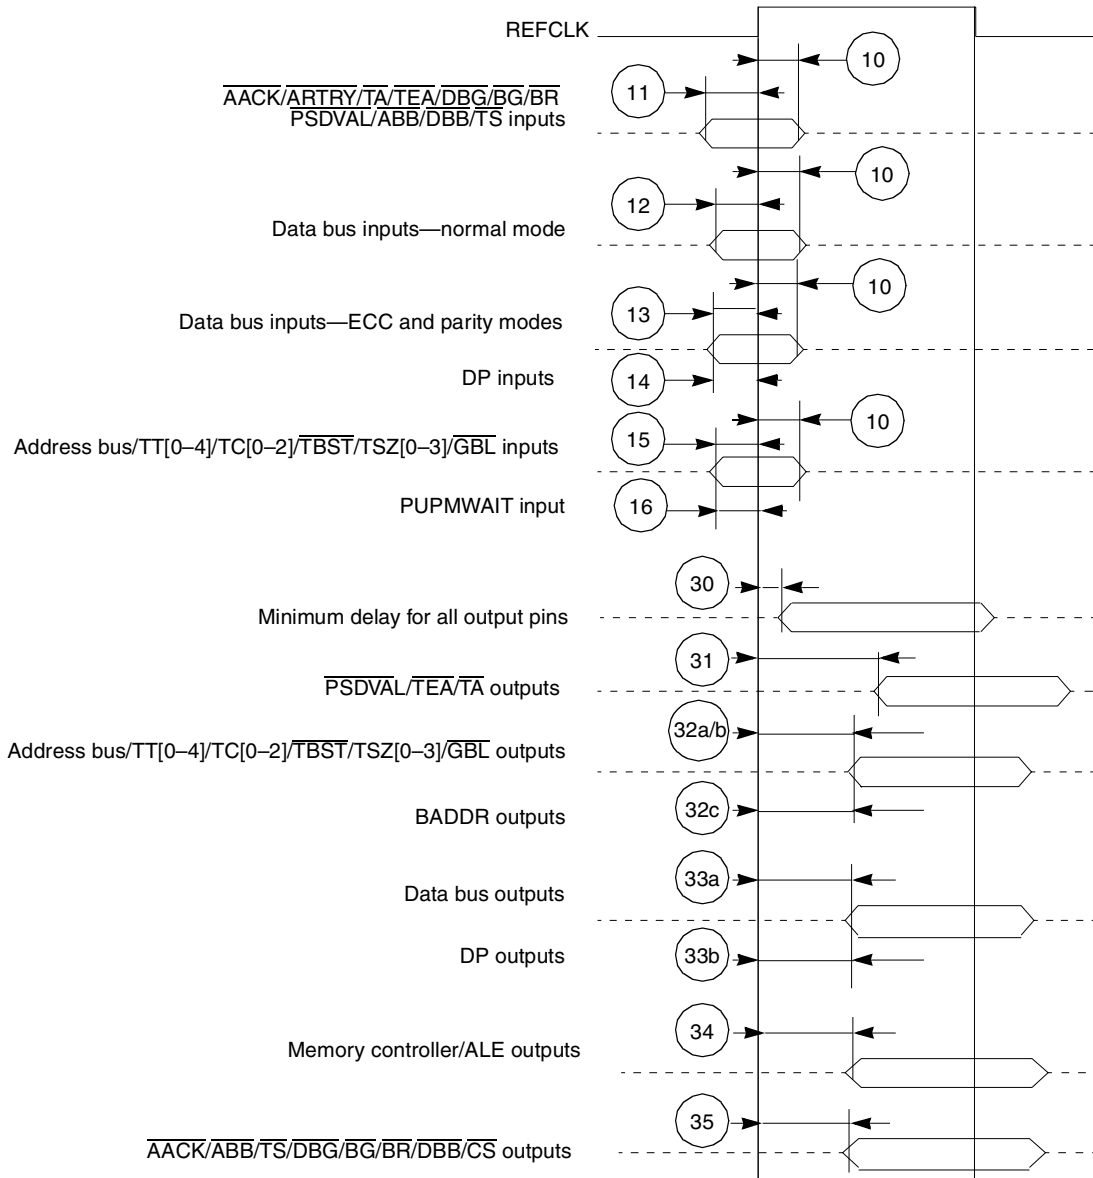 REFCLK
10
11
AACK/ARTRY/TA/TEA/DBG/BG/BR
PSDVAL/ABB/DBB/TS inputs
10
12
Data bus inputs—normal mode
10
13
Data bus inputs—ECC and parity modes
DP inputs
14
10
15
Address bus/TT[0–4]/TC[0–2]/TBST/TSZ[0–3]/GBL inputs
PUPMWAIT input
16
30
Minimum delay for all output pins
31
PSDVAL/TEA/TA outputs
32a/b
Address bus/TT[0–4]/TC[0–2]/TBST/TSZ[0–3]/GBL outputs
BADDR outputs
32c
33a
Data bus outputs
DP outputs
33b
34
Memory controller/ALE outputs
35
AACK/ABB/TS/DBG/BG/BR/DBB/CS outputs